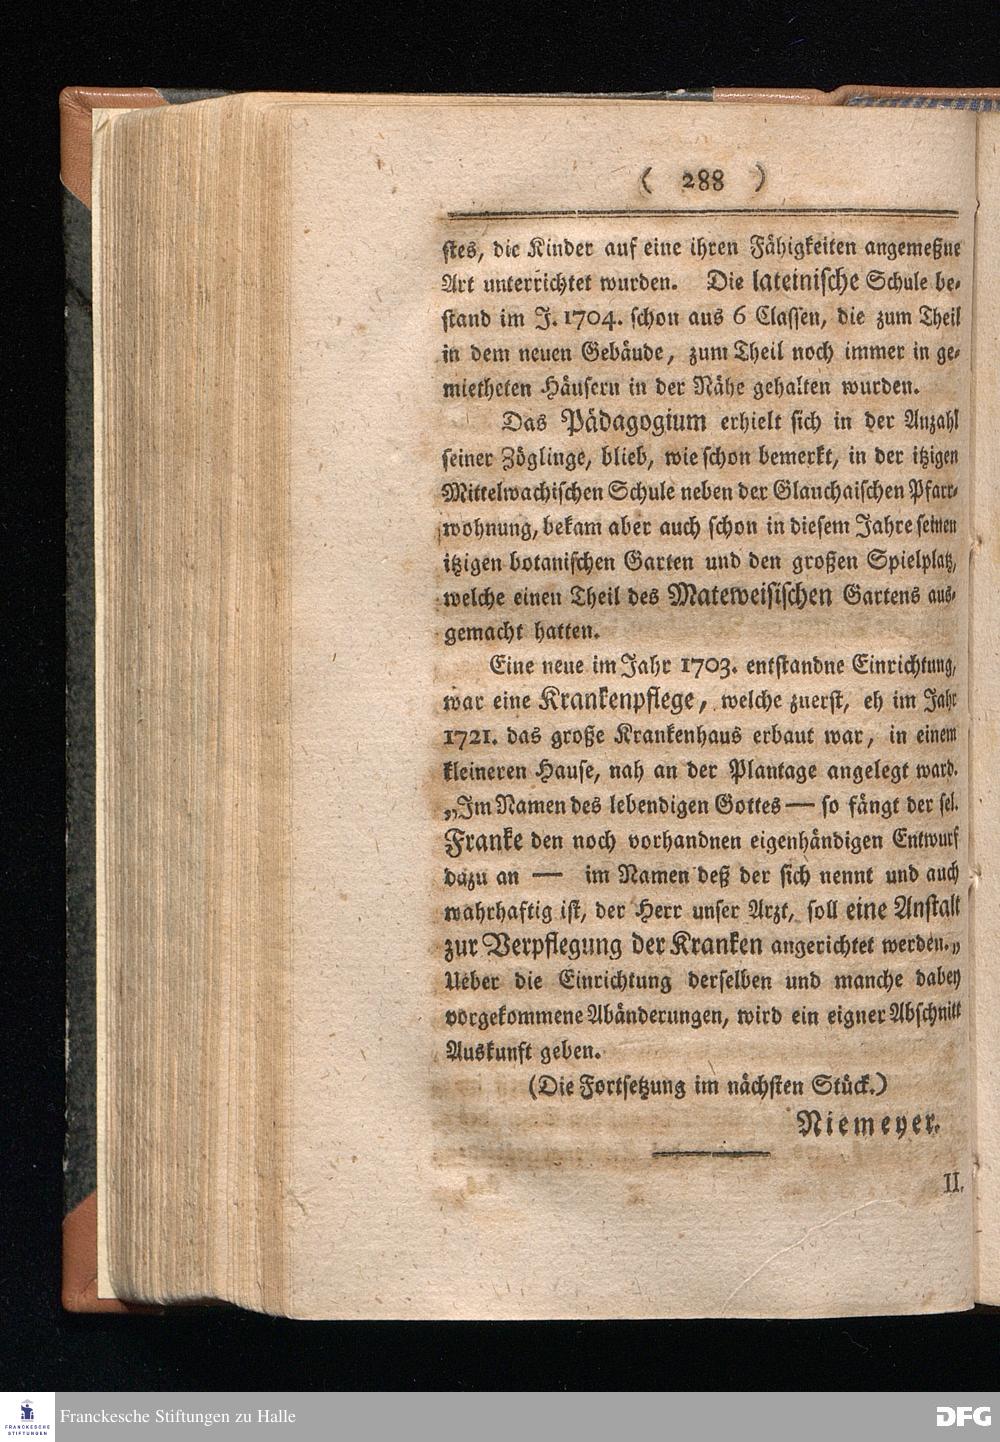 ( 288 )
stes, die Kinder auf eine ihren Fähigkeiten angemeßne
Art unterrichtet wurden. Die lateinische Schule be-
stand im J. 1704. schon aus 6 Classen, die zum Theil
in dem neuen Gebäude, zum Theil noch immer in ge-
mietheten Häusern in der Nähe gehalten wurden.
Das Pädagogium erhielt sich in der Anzahl
seiner Zöglinge, blieb, wie schon bemerkt, in der itzigen
Mittelwachischen Schule neben der Glauchaischen Pfarr-
wohnung, bekam aber auch schon in diesem Jahre seinen
itzigen botanischen Garten und den großen Spielplatz,
welche einen Theil des Mateweisischen Gartens aus-
gemacht hatten.
Eine neue im Jahr 1703. entstandne Einrichtung,
war eine Krankenpflege, welche zuerst, eh im Jahr
1721. das große Krankenhaus erbaut war, in einem
kleineren Hause, nah an der Plantage angelegt ward.
„Im Namen des lebendigen Gottes — so fängt der sel.
Franke den noch vorhandnen eigenhändigen Entwurf
dazu an — im Namen deß der sich nennt und auch
wahrhaftig ist, der Herr unser Arzt, soll eine Anstalt
zur Verpflegung der Kranken angerichtet werden.„
Ueber die Einrichtung derselben und manche dabey
vorgekommene Abänderungen, wird ein eigner Abschnitt
Auskunft geben.
(Die Fortsetzung im nächsten Stück.)
Niemeyer.
II.
FRANCKESCHE
STIFTUNGEN
Franckesche Stiftungen zu Halle
DFG